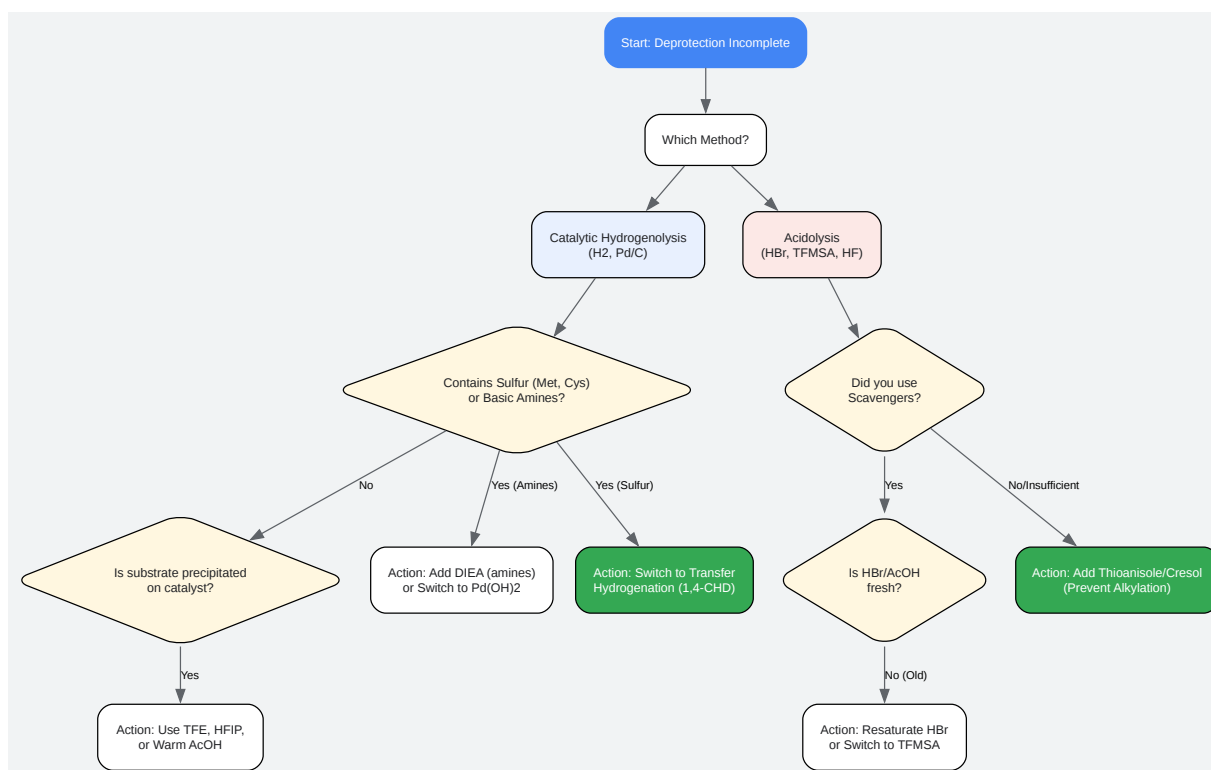 Start: Deprotection Incomplete
Which Method?
Catalytic Hydrogenolysis
(H2, Pd/C)
Acidolysis
(HBr, TFMSA, HF)
Contains Sulfur (Met, Cys)
or Basic Amines?
Did you use
Scavengers?
No
Yes (Amines)
Yes (Sulfur)
Yes
No/Insufficient
Is substrate precipitated
on catalyst?
Action: Add DIEA (amines)
or Switch to Pd(OH)2
Action: Switch to Transfer
Hydrogenation (1,4-CHD)
Is HBr/AcOH
fresh?
Action: Add Thioanisole/Cresol
(Prevent Alkylation)
Yes
No (Old)
Action: Use TFE, HFIP,
or Warm AcOH
Action: Resaturate HBr
or Switch to TFMSA